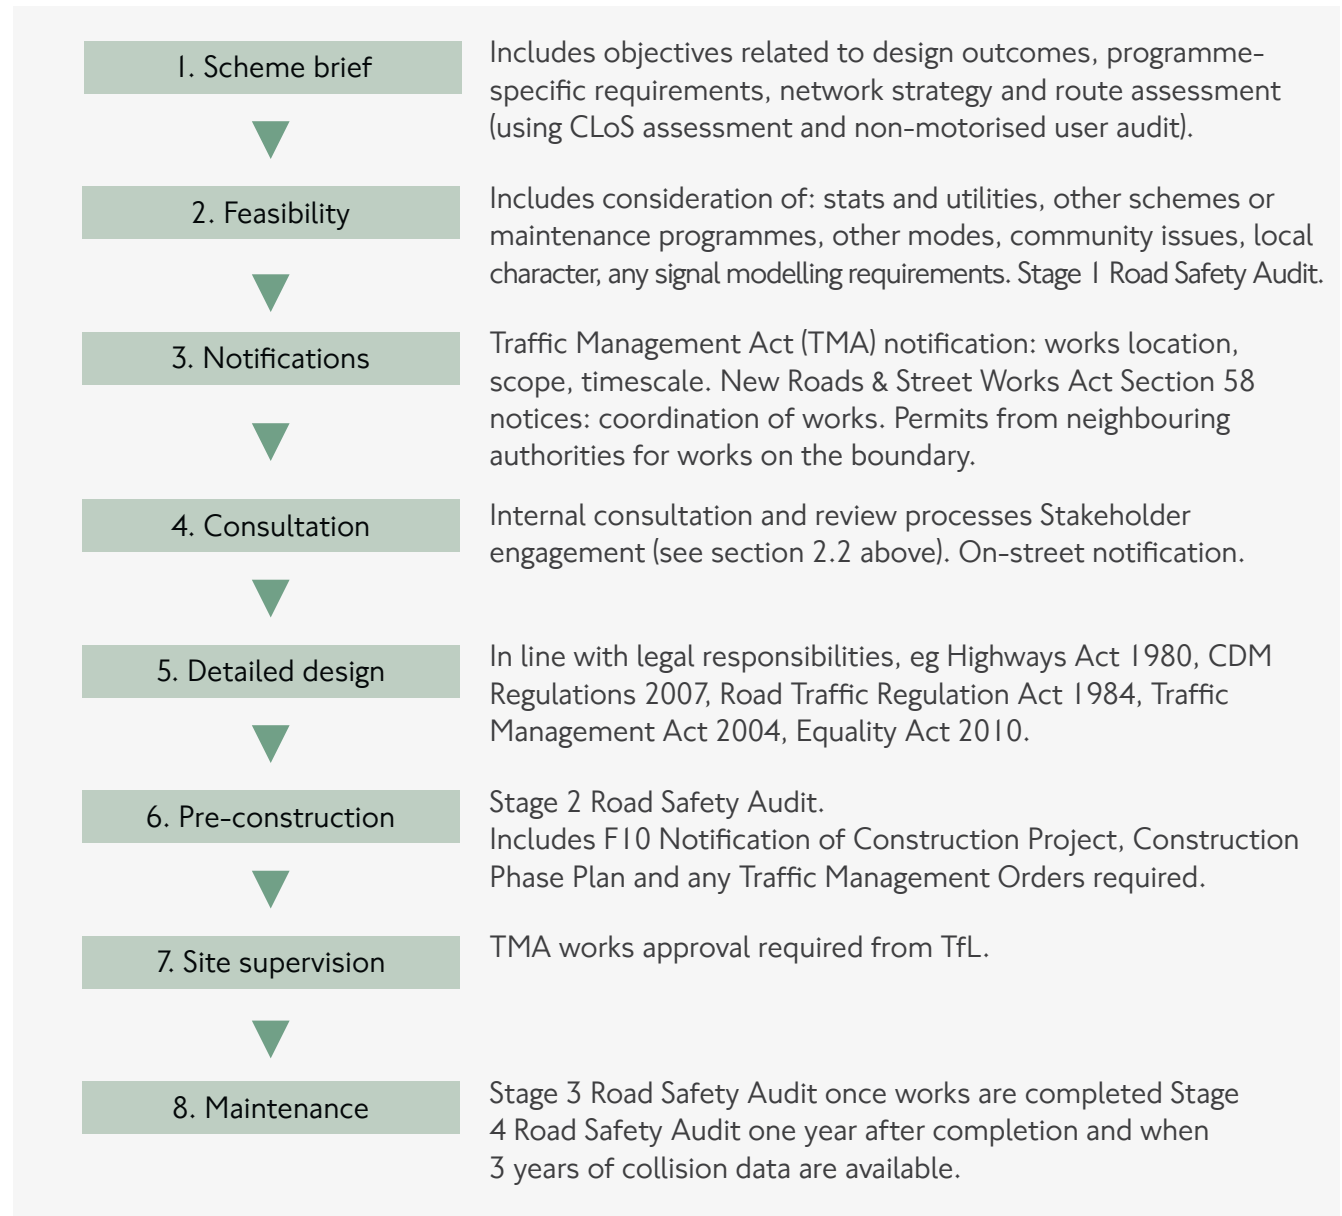 1. Scheme brief
Includes objectives related to design outcomes, programme-
specific requirements, network strategy and route assessment
(using CLoS assessment and non-motorised user audit).
2. Feasibility
Includes consideration of: stats and utilities, other schemes or
maintenance programmes, other modes, community issues, local
character, any signal modelling requirements. Stage 1 Road Safety Audit.
3. Notifications
Traffic Management Act (TMA) notification: works location,
scope, timescale. New Roads & Street Works Act Section 58
notices: coordination of works. Permits from neighbouring
authorities for works on the boundary.
4. Consultation
Internal consultation and review processes Stakeholder
engagement (see section 2.2 above). On-street notification.
5. Detailed design
In line with legal responsibilities, eg Highways Act 1980, CDM
Regulations 2007, Road Traffic Regulation Act 1984, Traffic
Management Act 2004, Equality Act 2010.
6. Pre-construction
Stage 2 Road Safety Audit.
Includes F10 Notification of Construction Project, Construction
Phase Plan and any Traffic Management Orders required.
7. Site supervision
TMA works approval required from TfL.
8. Maintenance
Stage 3 Road Safety Audit once works are completed Stage
4 Road Safety Audit one year after completion and when
3 years of collision data are available.